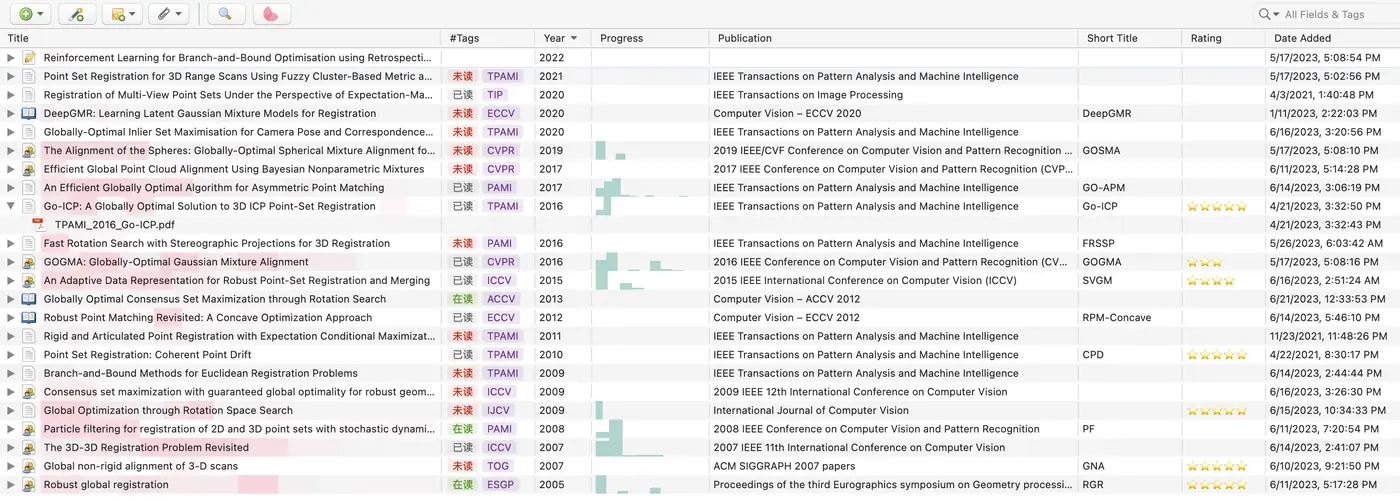 All Fields & Tags
Title #Tags Year Progress Publication Short Title Rating Date Added
Reinforcement Learning for Branch-and-Bound Optimisation using Retrospecti... 2022 5/17/2023, 5:08:54 PM
Point Set Registration for 3D Range Scans Using Fuzzy Cluster-Based Metric a... 未读 TPAMI 2021 IEEE Transactions on Pattern Analysis and Machine Intelligence 5/17/2023, 5:02:56 PM
Registration of Multi-View Point Sets Under the Perspective of Expectation-Ma... 已读 TIP 2020 IEEE Transactions on Image Processing 4/3/2021, 1:40:48 PM
DeepGMR: Learning Latent Gaussian Mixture Models for Registration 未读 ECCV 2020 Computer Vision – ECCV 2020 DeepGMR 1/11/2023, 2:22:03 PM
Globally-Optimal Inlier Set Maximisation for Camera Pose and Correspondence... 未读 TPAMI 2020 IEEE Transactions on Pattern Analysis and Machine Intelligence 6/16/2023, 3:20:56 PM
The Alignment of the Spheres: Globally-Optimal Spherical Mixture Alignment fo... 未读 CVPR 2019 2019 IEEE/CVF Conference on Computer Vision and Pattern Recognition ... GOSMA 5/17/2023, 5:08:10 PM
Efficient Global Point Cloud Alignment Using Bayesian Nonparametric Mixtures 未读 CVPR 2017 2017 IEEE Conference on Computer Vision and Pattern Recognition (CVP... 6/11/2023, 5:14:28 PM
An Efficient Globally Optimal Algorithm for Asymmetric Point Matching 已读 PAMI 2017 IEEE Transactions on Pattern Analysis and Machine Intelligence GO-APM 6/14/2023, 3:06:19 PM
Go-ICP: A Globally Optimal Solution to 3D ICP Point-Set Registration 已读 TPAMI 2016 IEEE Transactions on Pattern Analysis and Machine Intelligence Go-ICP 4/21/2023, 3:32:50 PM
TPAMI_2016_Go-ICP.pdf 4/21/2023, 3:32:43 PM
Fast Rotation Search with Stereographic Projections for 3D Registration 未读 PAMI 2016 IEEE Transactions on Pattern Analysis and Machine Intelligence FRSSP 5/26/2023, 6:03:42 AM
GOGMA: Globally-Optimal Gaussian Mixture Alignment 已读 CVPR 2016 2016 IEEE Conference on Computer Vision and Pattern Recognition (CV... GOGMA 5/17/2023, 5:08:16 PM
An Adaptive Data Representation for Robust Point-Set Registration and Merging 已读 ICCV 2015 2015 IEEE International Conference on Computer Vision (ICCV) SVGM 6/16/2023, 2:51:24 AM
Globally Optimal Consensus Set Maximization through Rotation Search 在读 ACCV 2013 Computer Vision – ACCV 2012 6/21/2023, 12:33:53 PM
Robust Point Matching Revisited: A Concave Optimization Approach 已读 ECCV 2012 Computer Vision – ECCV 2012 RPM-Concave 6/14/2023, 5:46:10 PM
Rigid and Articulated Point Registration with Expectation Conditional Maximizat... 未读 TPAMI 2011 IEEE Transactions on Pattern Analysis and Machine Intelligence 11/23/2021, 11:48:26 PM
Point Set Registration: Coherent Point Drift 已读 TPAMI 2010 IEEE Transactions on Pattern Analysis and Machine Intelligence CPD 4/22/2021, 8:30:17 PM
Branch-and-Bound Methods for Euclidean Registration Problems 未读 TPAMI 2009 IEEE Transactions on Pattern Analysis and Machine Intelligence 6/14/2023, 2:44:44 PM
Consensus set maximization with guaranteed global optimality for robust geom... 未读 ICCV 2009 2009 IEEE 12th International Conference on Computer Vision 6/16/2023, 3:26:30 PM
Global Optimization through Rotation Space Search 未读 IJCV 2009 International Journal of Computer Vision 6/15/2023, 10:34:33 PM
Particle filtering for registration of 2D and 3D point sets with stochastic dynami... 在读 PAMI 2008 2008 IEEE Conference on Computer Vision and Pattern Recognition PF 6/11/2023, 7:20:54 PM
The 3D-3D Registration Problem Revisited 已读 ICCV 2007 2007 IEEE 11th International Conference on Computer Vision 6/14/2023, 2:41:07 PM
Global non-rigid alignment of 3-D scans 未读 TOG 2007 ACM SIGGRAPH 2007 papers GNA 6/10/2023, 9:21:50 PM
Robust global registration 在读 ESGP 2005 Proceedings of the third Eurographics symposium on Geometry processi... RGR 6/11/2023, 5:17:28 PM